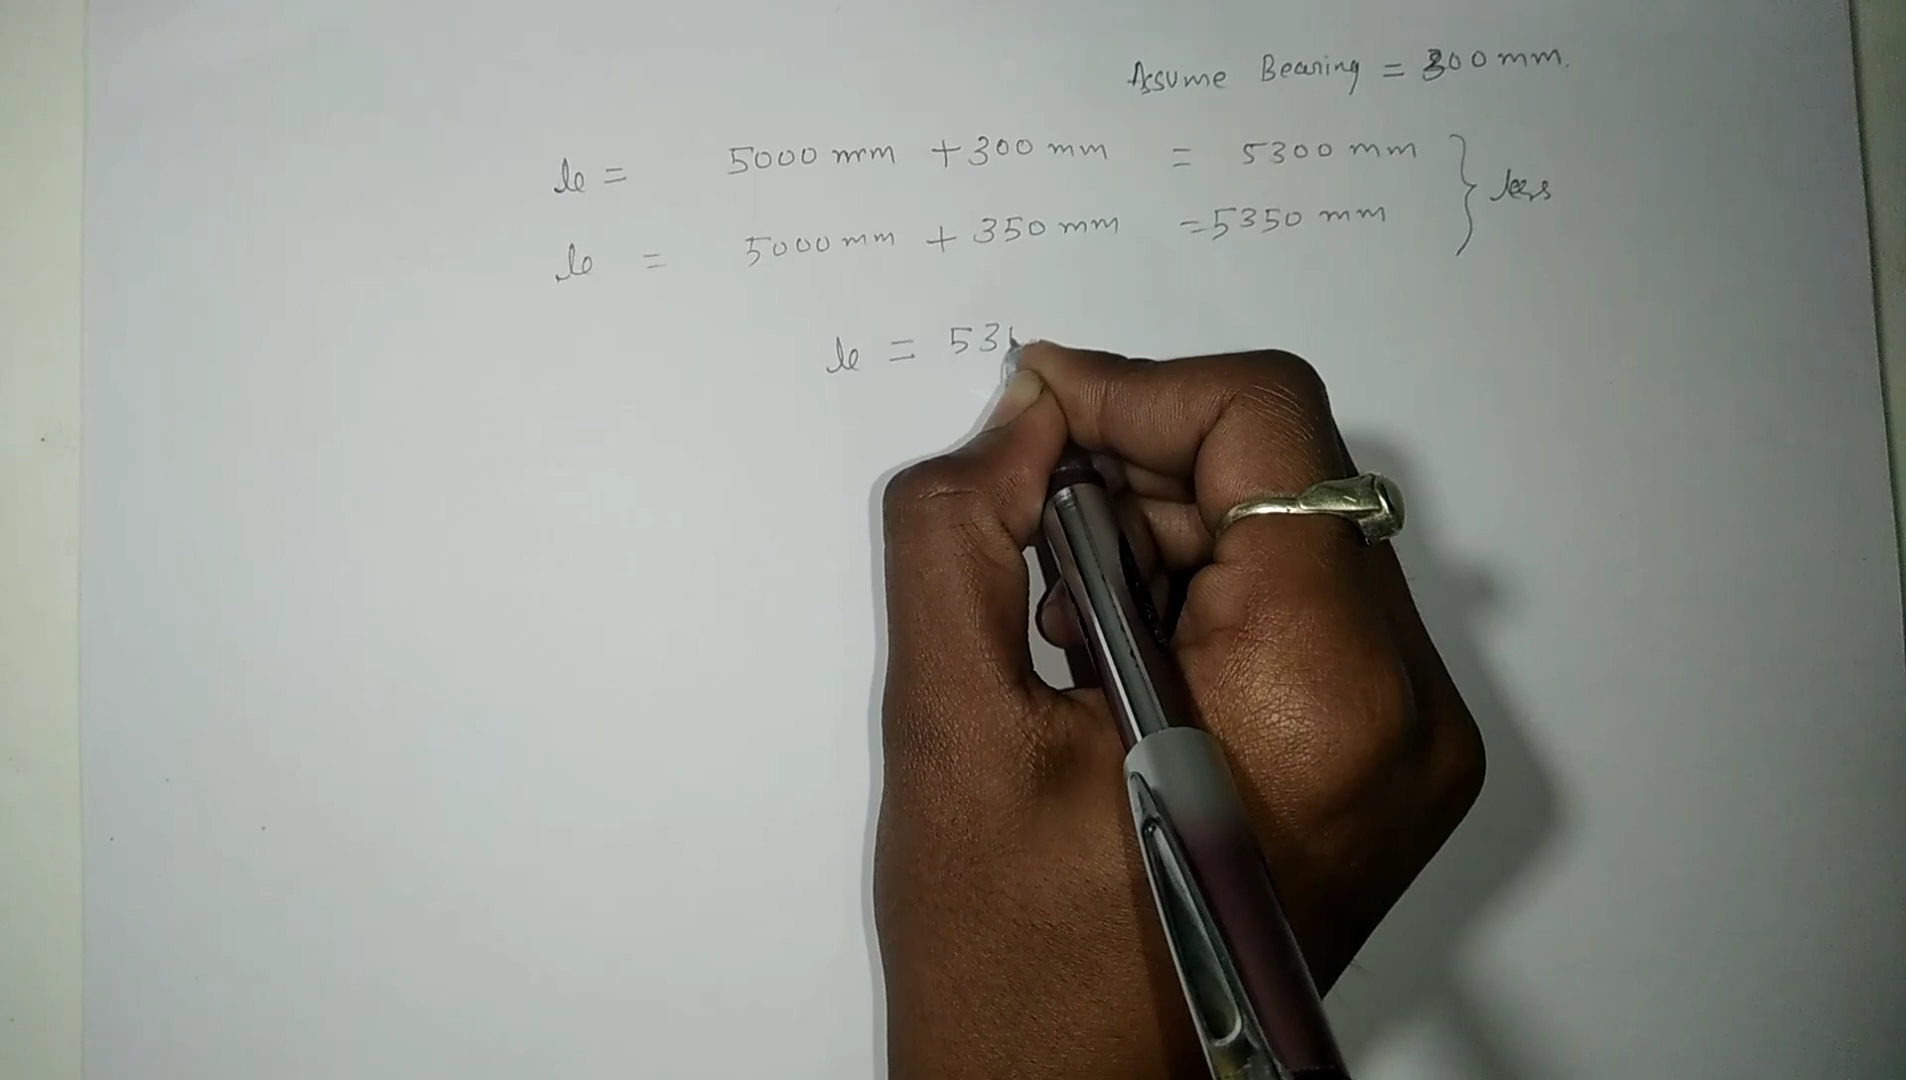 Assume Bearing = 300 mm.
le = 5000 mm + 300 mm = 5300 mm
le = 5000 mm + 350 mm = 5350 mm
less
le = 53